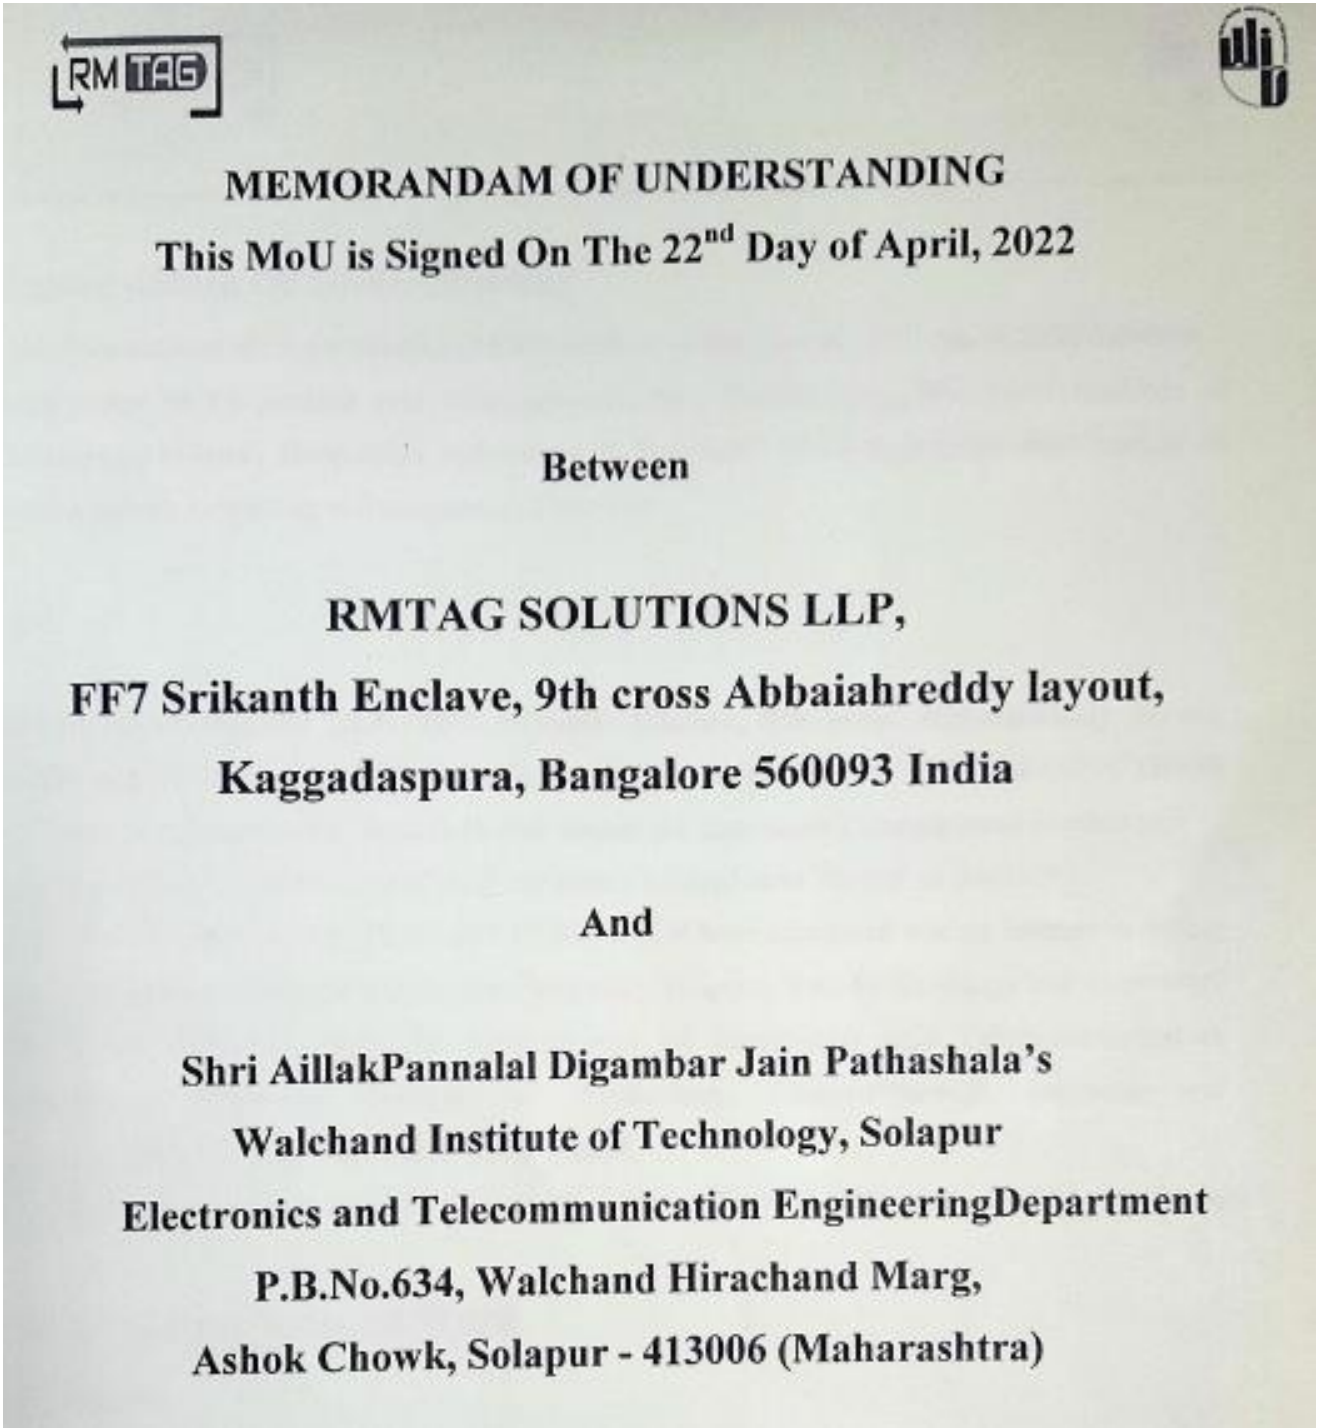 RM TAG
MEMORANDAM OF UNDERSTANDING
This MoU is Signed On The 22nd Day of April, 2022
Between
RMTAG SOLUTIONS LLP,
FF7 Srikanth Enclave, 9th cross Abbaiahreddy layout,
Kaggadaspura, Bangalore 560093 India
And
Shri AillakPannalal Digambar Jain Pathashala's
Walchand Institute of Technology, Solapur
Electronics and Telecommunication EngineeringDepartment
P.B.No.634, Walchand Hirachand Marg,
Ashok Chowk, Solapur - 413006 (Maharashtra)